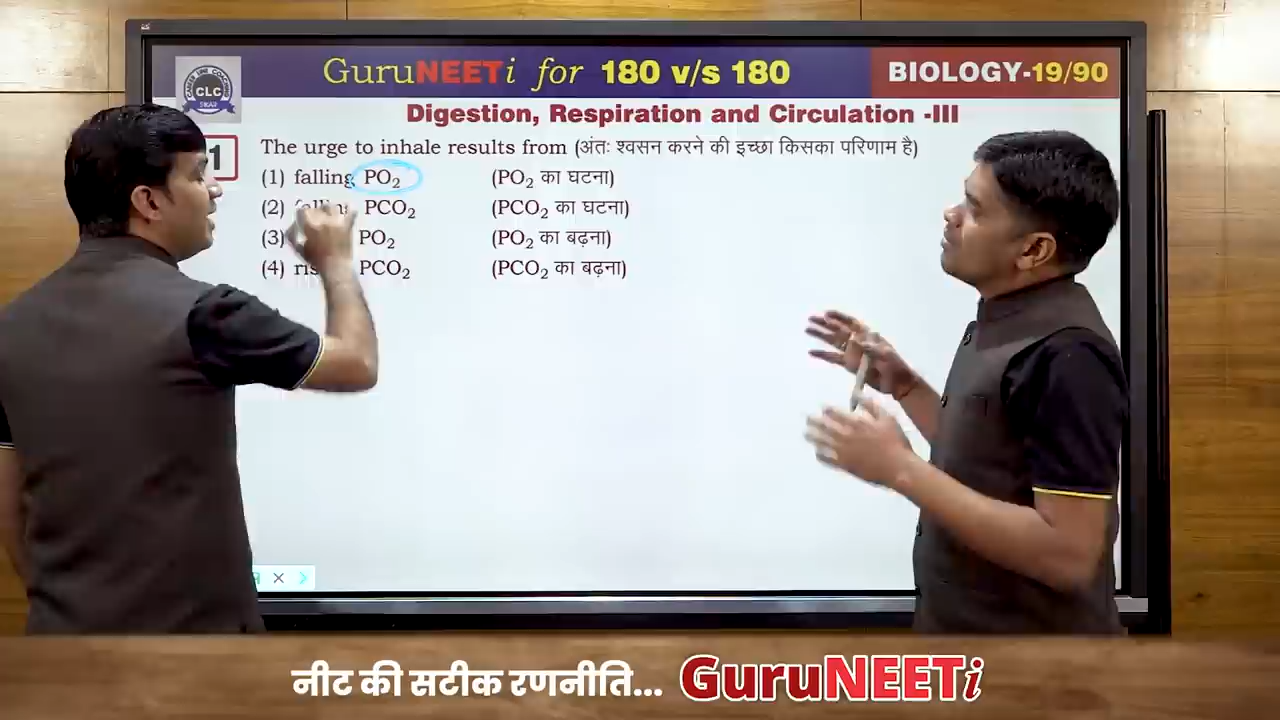 GuruNEETi for 180 v/s 180 BIOLOGY-19/90
CLC
Digestion, Respiration and Circulation -III
1 The urge to inhale results from (अंतः श्वसन करने की इच्छा किसका परिणाम है)
(1) falling PO₂ (PO₂ का घटना)
(2) PCO₂ (PCO₂ का घटना)
(3) PO₂ (PO₂ का बढ़ना)
(4) PCO₂ (PCO₂ का बढ़ना)
नीट की सटीक रणनीति... GuruNEETi